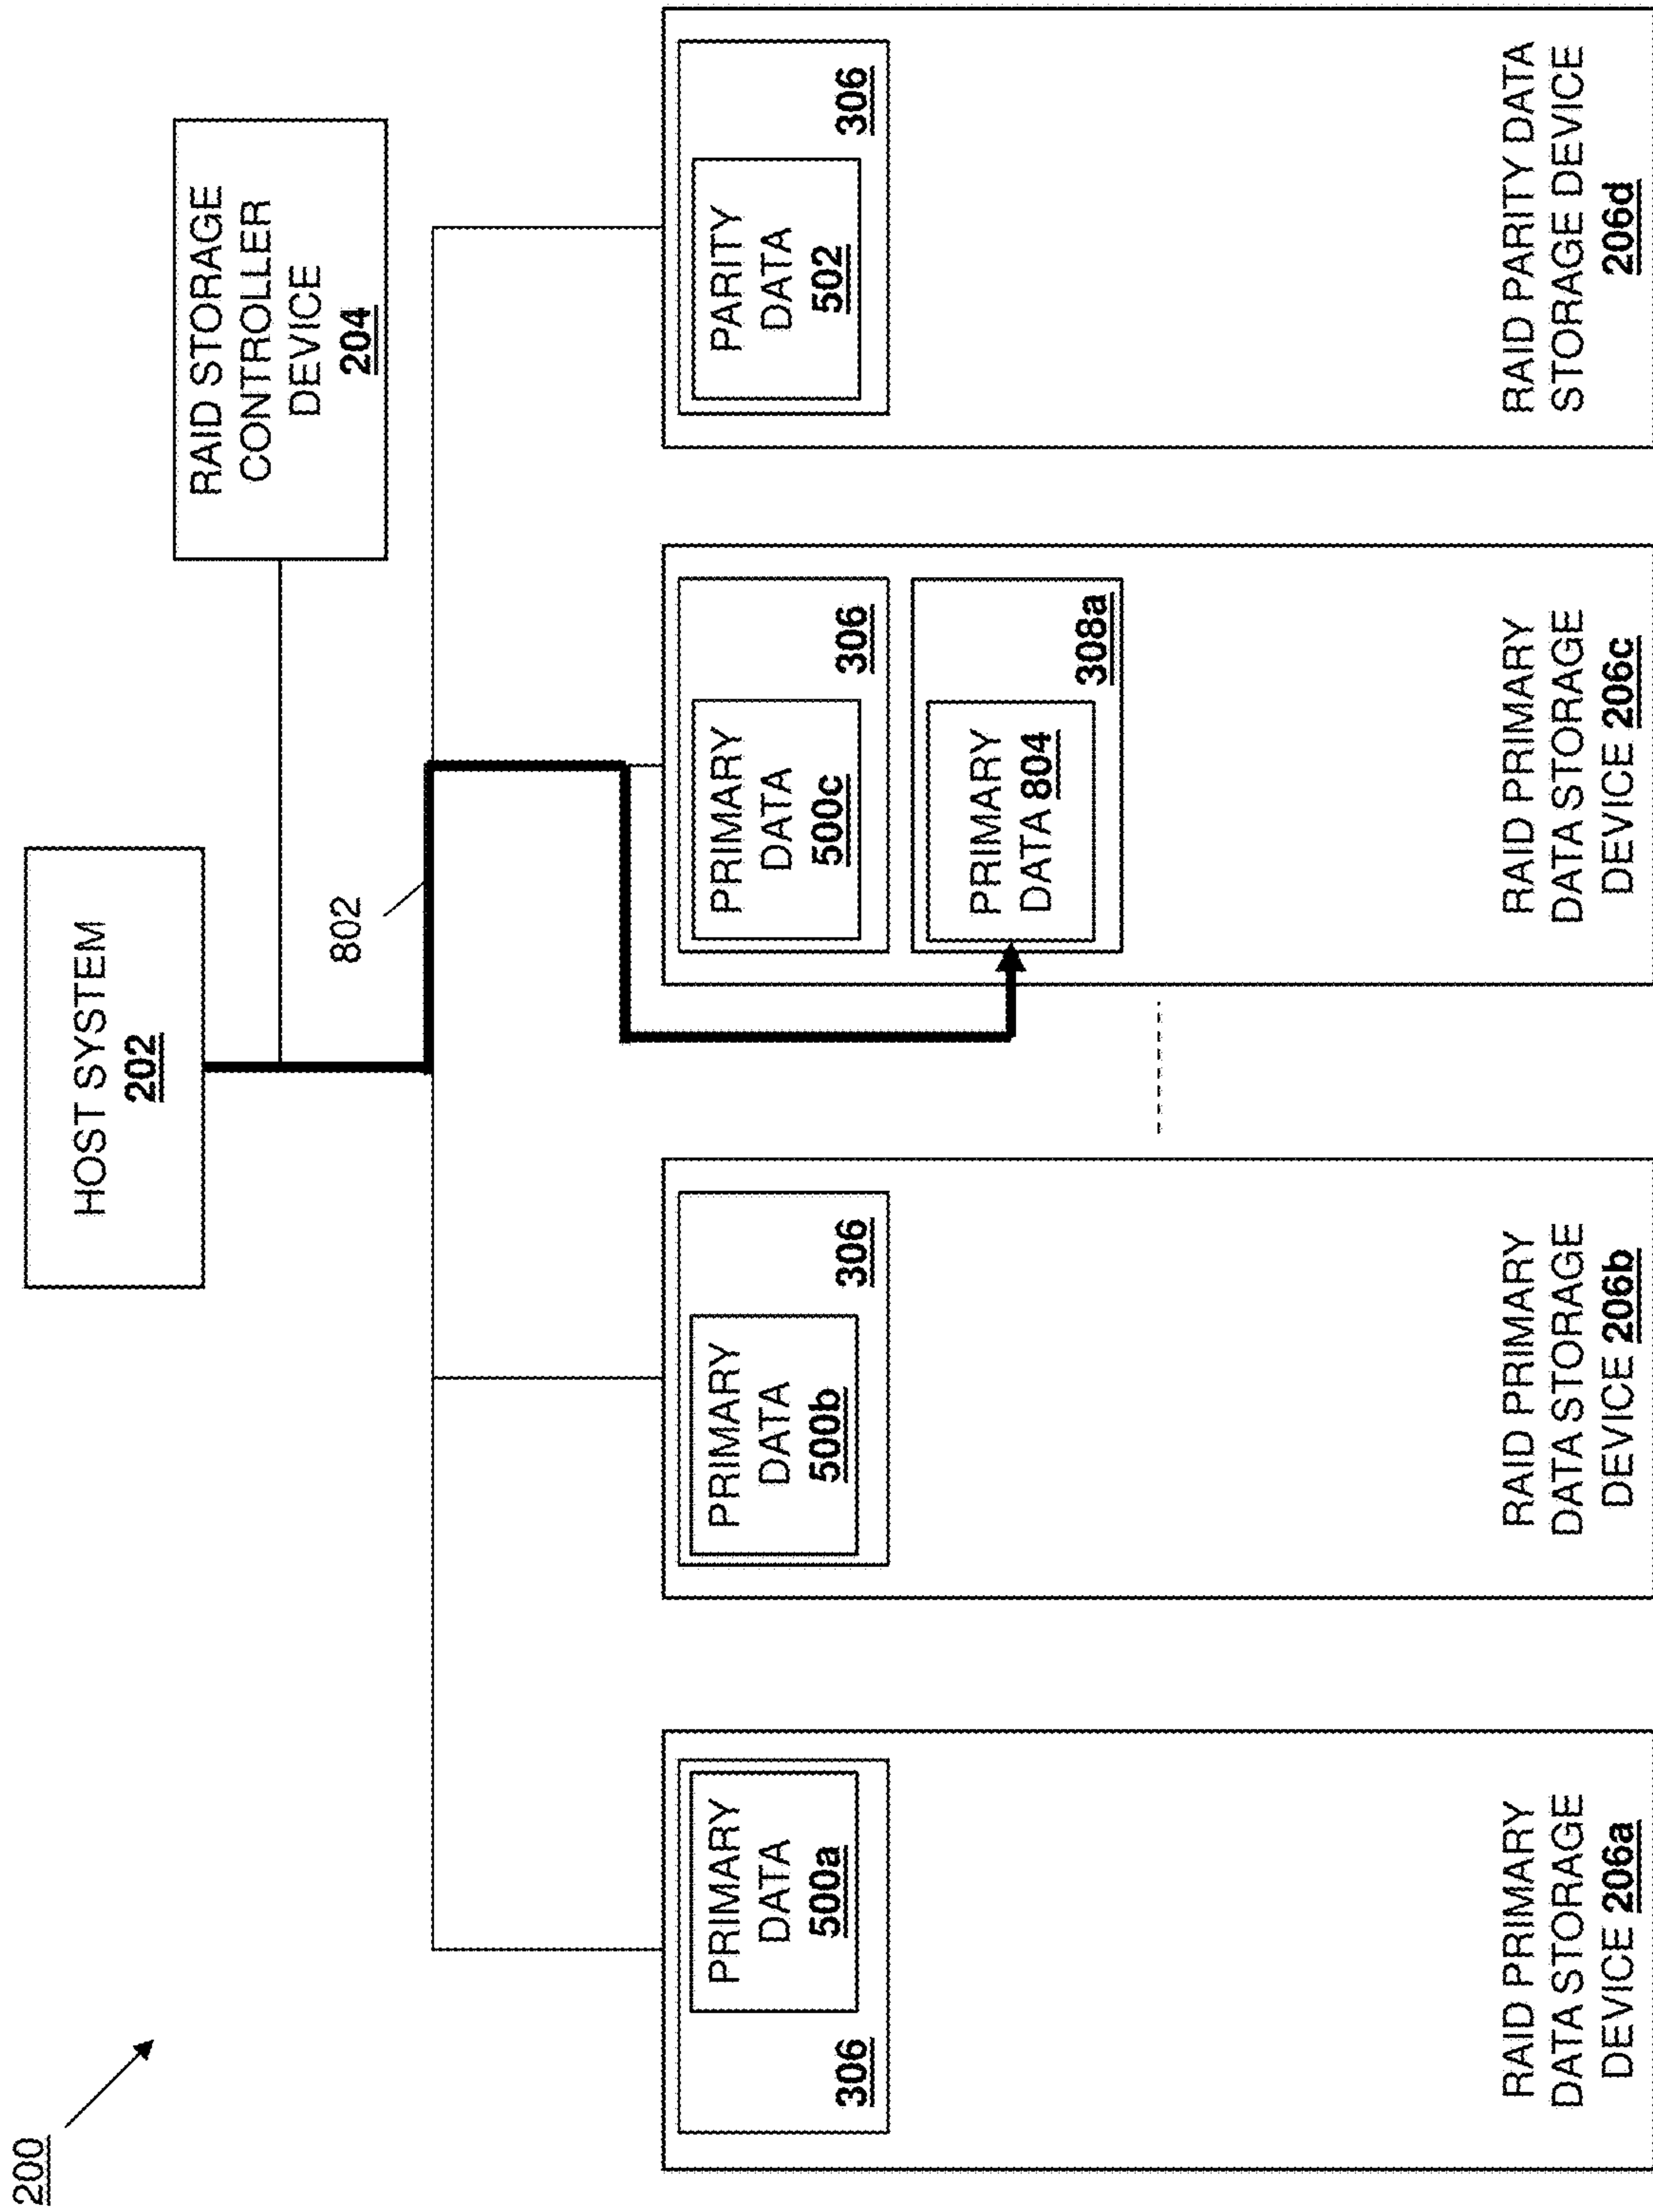 200
HOST SYSTEM
202
RAID STORAGE
CONTROLLER
DEVICE
204
802
306
PRIMARY
DATA
500a
RAID PRIMARY
DATA STORAGE
DEVICE 206a
PRIMARY
DATA
500b
306
RAID PRIMARY
DATA STORAGE
DEVICE 206b
PRIMARY
DATA
500c
306
PRIMARY
DATA 804
308a
RAID PRIMARY
DATA STORAGE
DEVICE 206c
PARITY
DATA
502
306
RAID PARITY DATA
STORAGE DEVICE
206d